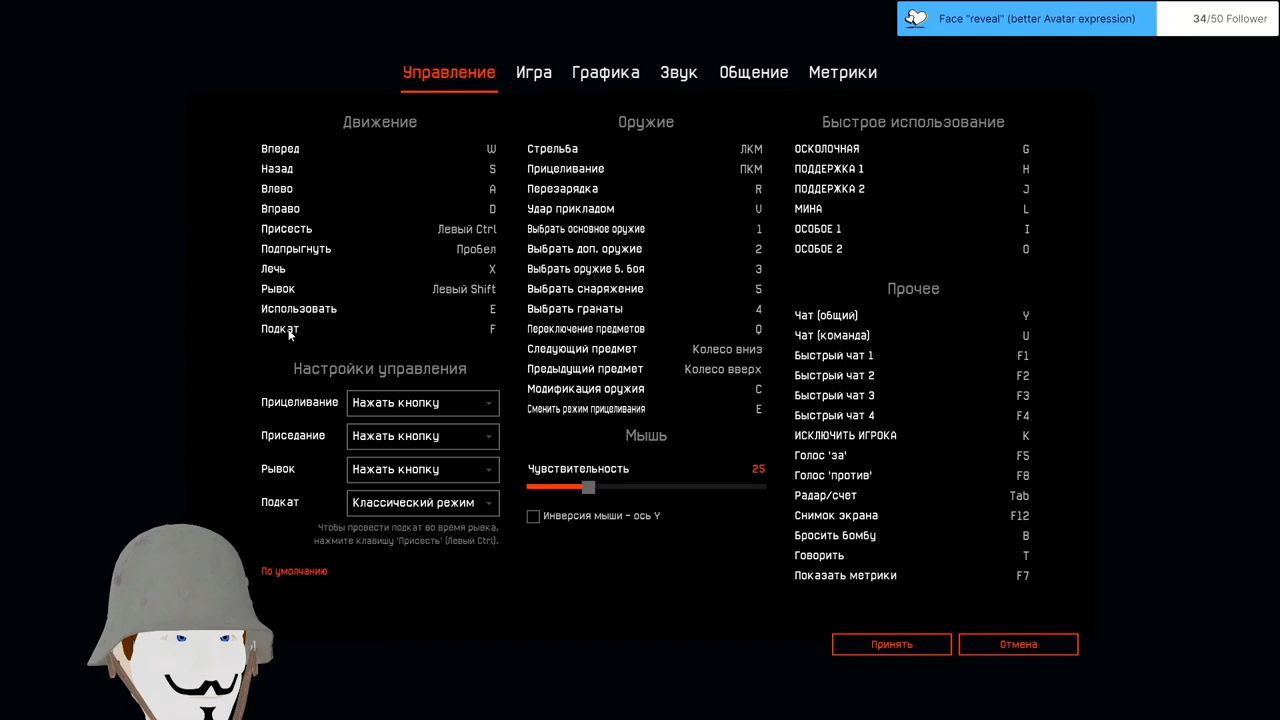 Face "reveal" (better Avatar expression) 34/50 Follower
Управление Игра Графика Звук Общение Метрики
Движение
Вперед W
Назад S
Влево A
Вправо D
Присесть Левый Ctrl
Подпрыгнуть Пробел
Лечь X
Рывок Левый Shift
Использовать E
Подкат F
Настройки управления
Прицеливание Нажать кнопку
Приседание Нажать кнопку
Рывок Нажать кнопку
Подкат Классический режим
Чтобы провести подкат во время рывка,
нажмите клавишу 'Присесть' (Левый Ctrl).
По умолчанию
Оружие
Стрельба ЛКМ
Прицеливание ПКМ
Перезарядка R
Удар прикладом V
Выбрать основное оружие 1
Выбрать доп. оружие 2
Выбрать оружие б. боя 3
Выбрать снаряжение 5
Выбрать гранаты 4
Переключение предметов Q
Следующий предмет Колесо вниз
Предыдущий предмет Колесо вверх
Модификация оружия C
Сменить режим прицеливания E
Мышь
Чувствительность 25
Инверсия мыши - ось Y
Быстрое использование
ОСКОЛОЧНАЯ G
ПОДДЕРЖКА 1 H
ПОДДЕРЖКА 2 J
МИНА L
ОСОБОЕ 1 I
ОСОБОЕ 2 O
Прочее
Чат (общий) Y
Чат (команда) U
Быстрый чат 1 F1
Быстрый чат 2 F2
Быстрый чат 3 F3
Быстрый чат 4 F4
ИСКЛЮЧИТЬ ИГРОКА K
Голос 'за' F5
Голос 'против' F8
Радар/счет Tab
Снимок экрана F12
Бросить бомбу B
Говорить T
Показать метрики F7
Принять Отмена